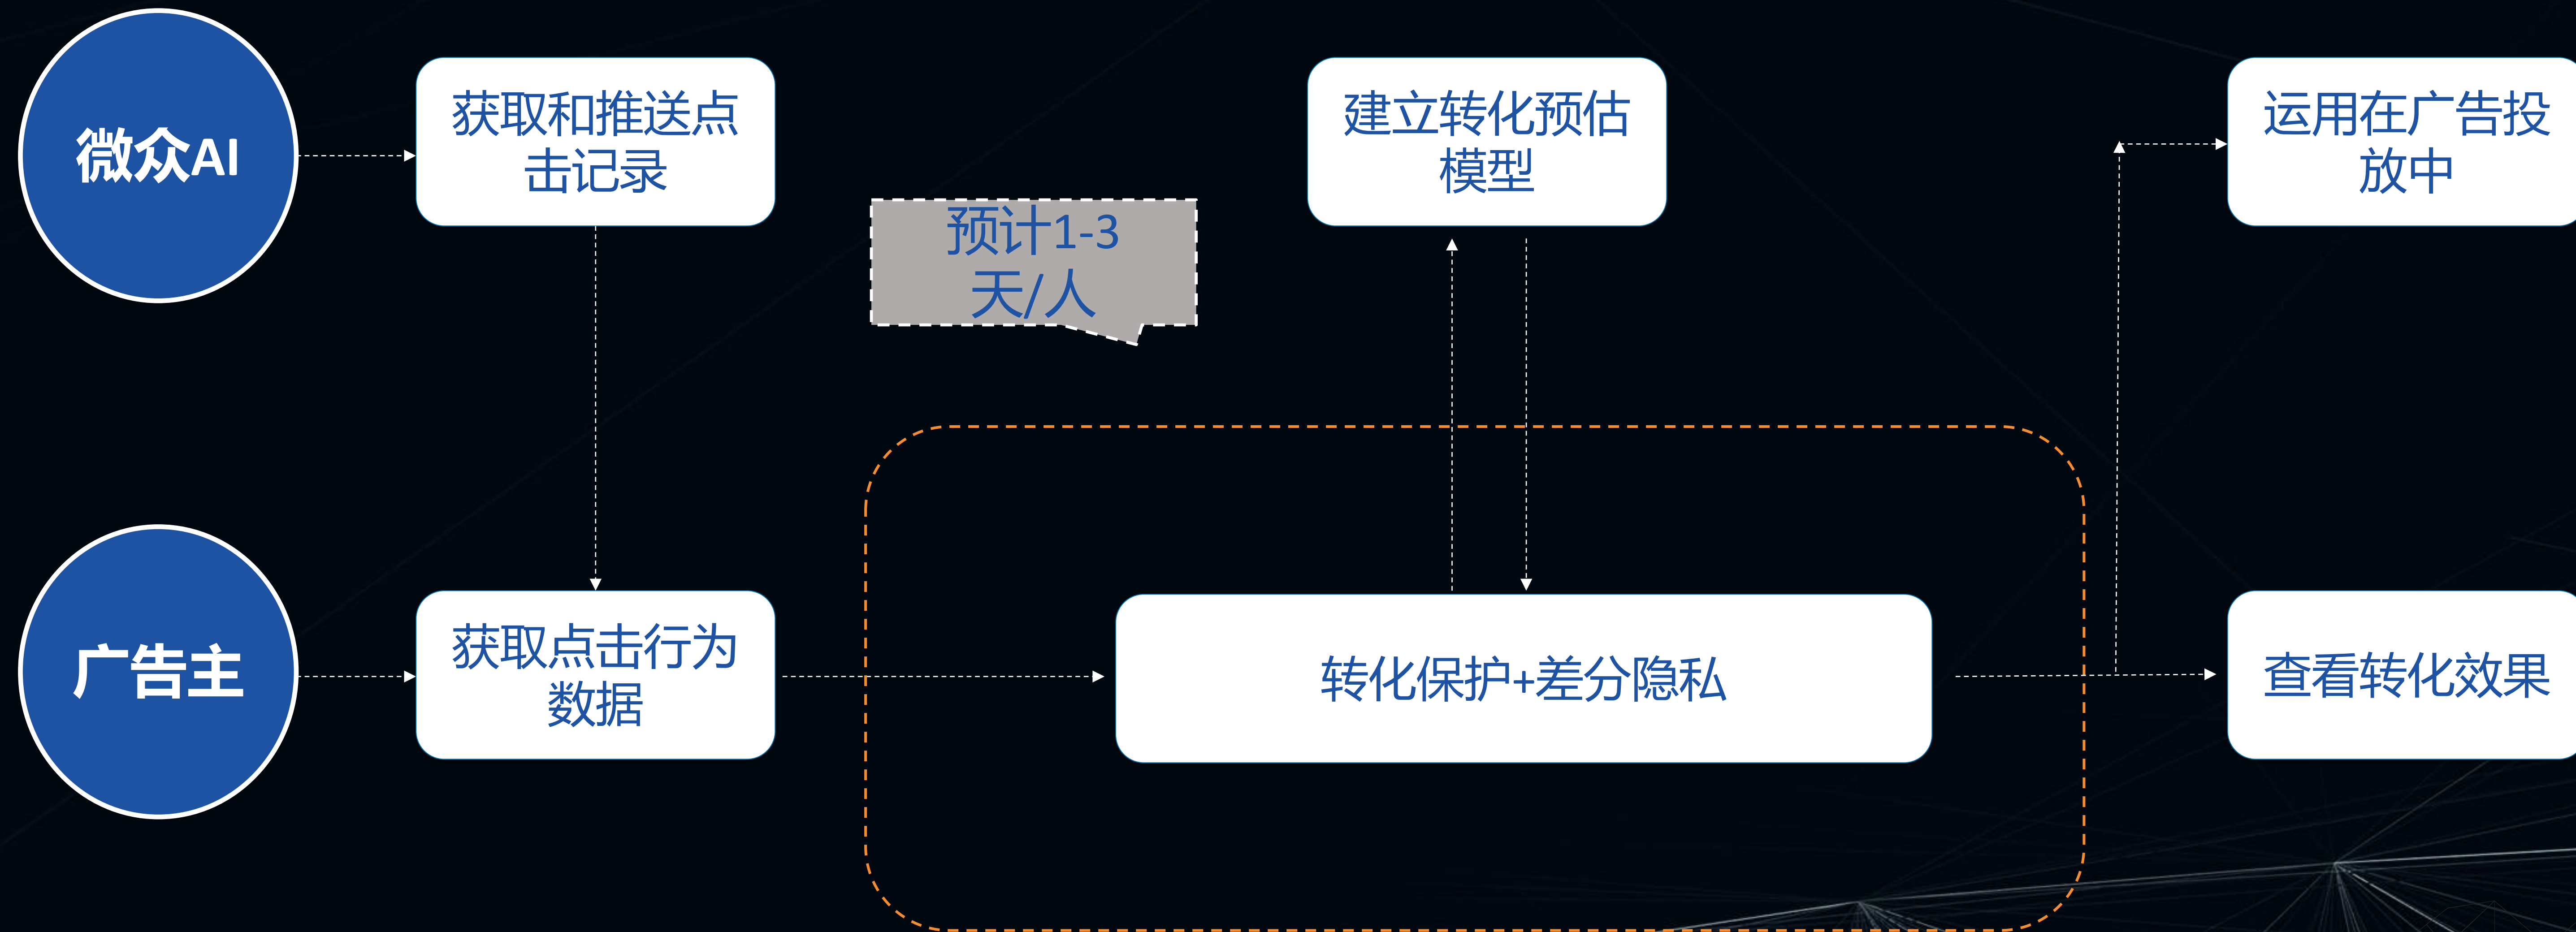 微众AI
获取和推送点
击记录
预计1-3
天/人
建立转化预估
模型
运用在广告投
放中
广告主
获取点击行为
数据
转化保护+差分隐私
查看转化效果